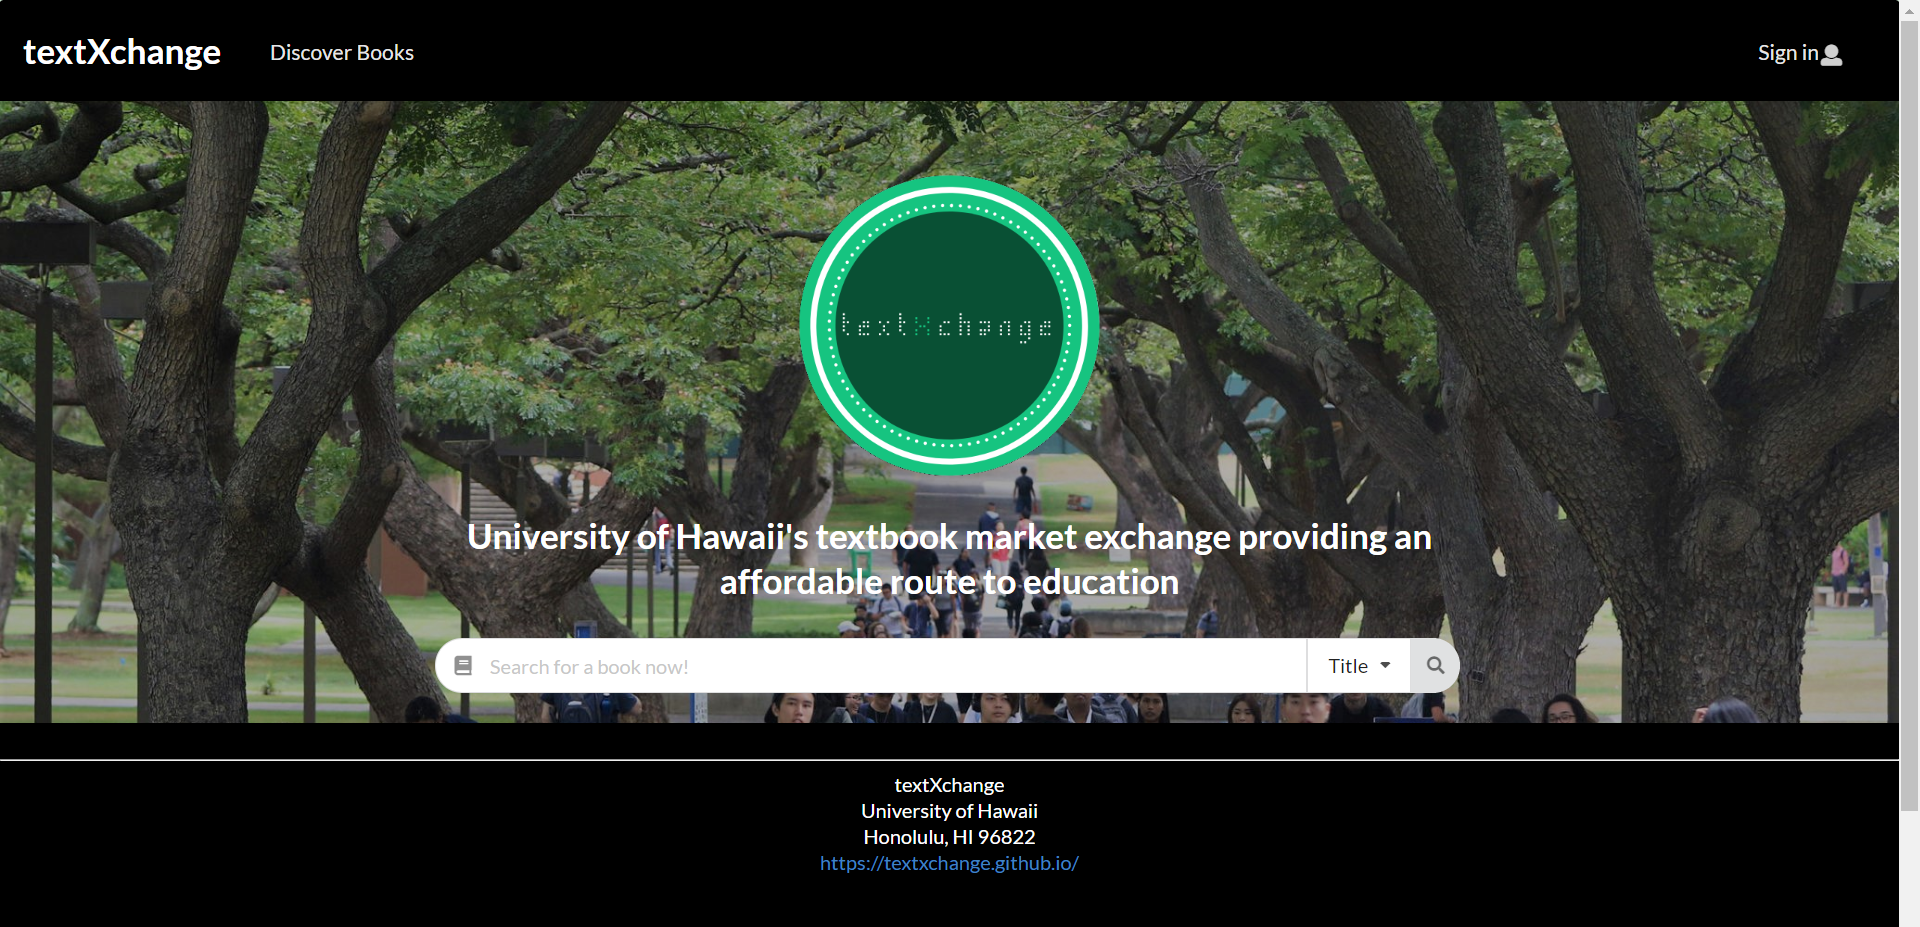 textXchange
Discover Books
Sign in
textXchange
University of Hawaii's textbook market exchange providing an
affordable route to education
Search for a book now!
Title
textXchange
University of Hawaii
Honolulu, HI 96822
https://textxchange.github.io/